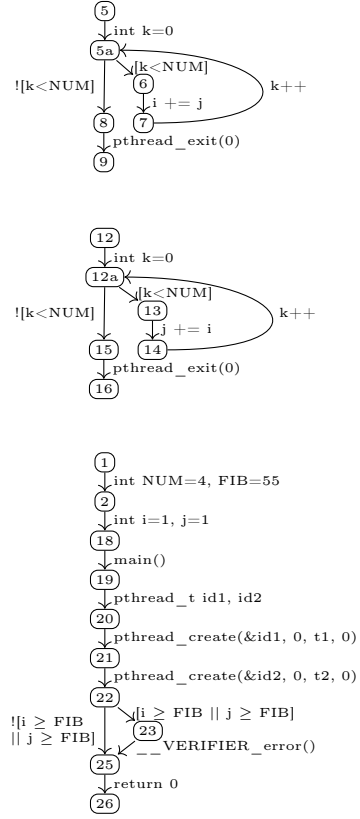 5
int k=0
5a
[k<NUM]
![k<NUM]
6
k++
i += j
8
7
pthread_exit(0)
9
12
int k=0
12a
[k<NUM]
![k<NUM]
13
k++
j += i
15
14
pthread_exit(0)
16
1
int NUM=4, FIB=55
2
int i=1, j=1
18
main()
19
pthread_t id1, id2
20
pthread_create(&id1, 0, t1, 0)
21
pthread_create(&id2, 0, t2, 0)
22
[i ≥ FIB || j ≥ FIB]
![i ≥ FIB
|| j ≥ FIB]
23
__VERIFIER_error()
25
return 0
26